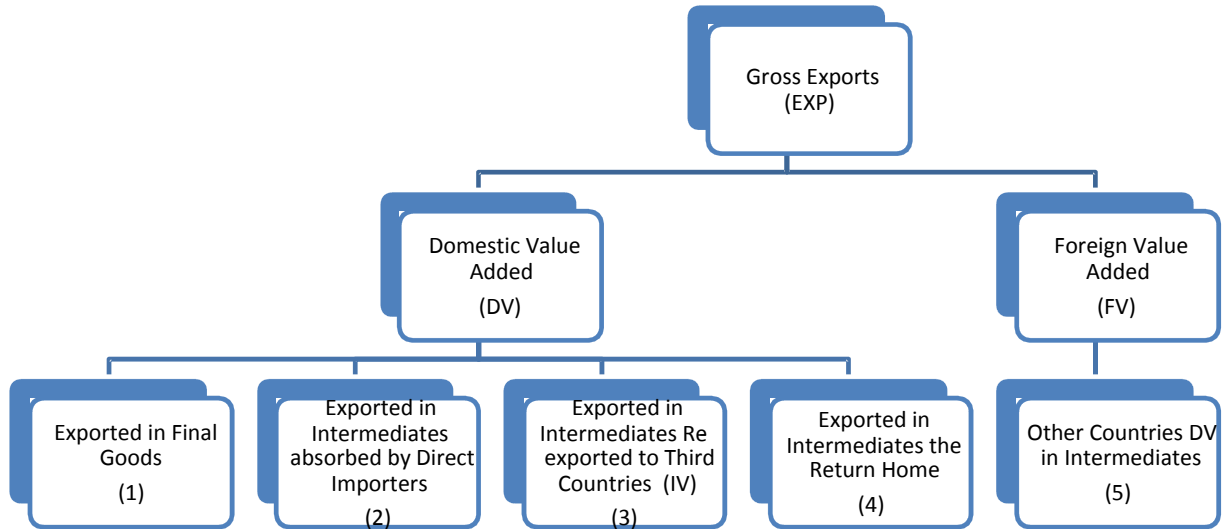 Gross Exports
(EXP)
Domestic Value
Added
(DV)
Foreign Value
Added
(FV)
Exported in Final
Goods
(1)
Exported in
Intermediates
absorbed by Direct
Importers
(2)
Exported in
Intermediates Re
exported to Third
Countries (IV)
(3)
Exported in
Intermediates the
Return Home
(4)
Other Countries DV
in Intermediates
(5)